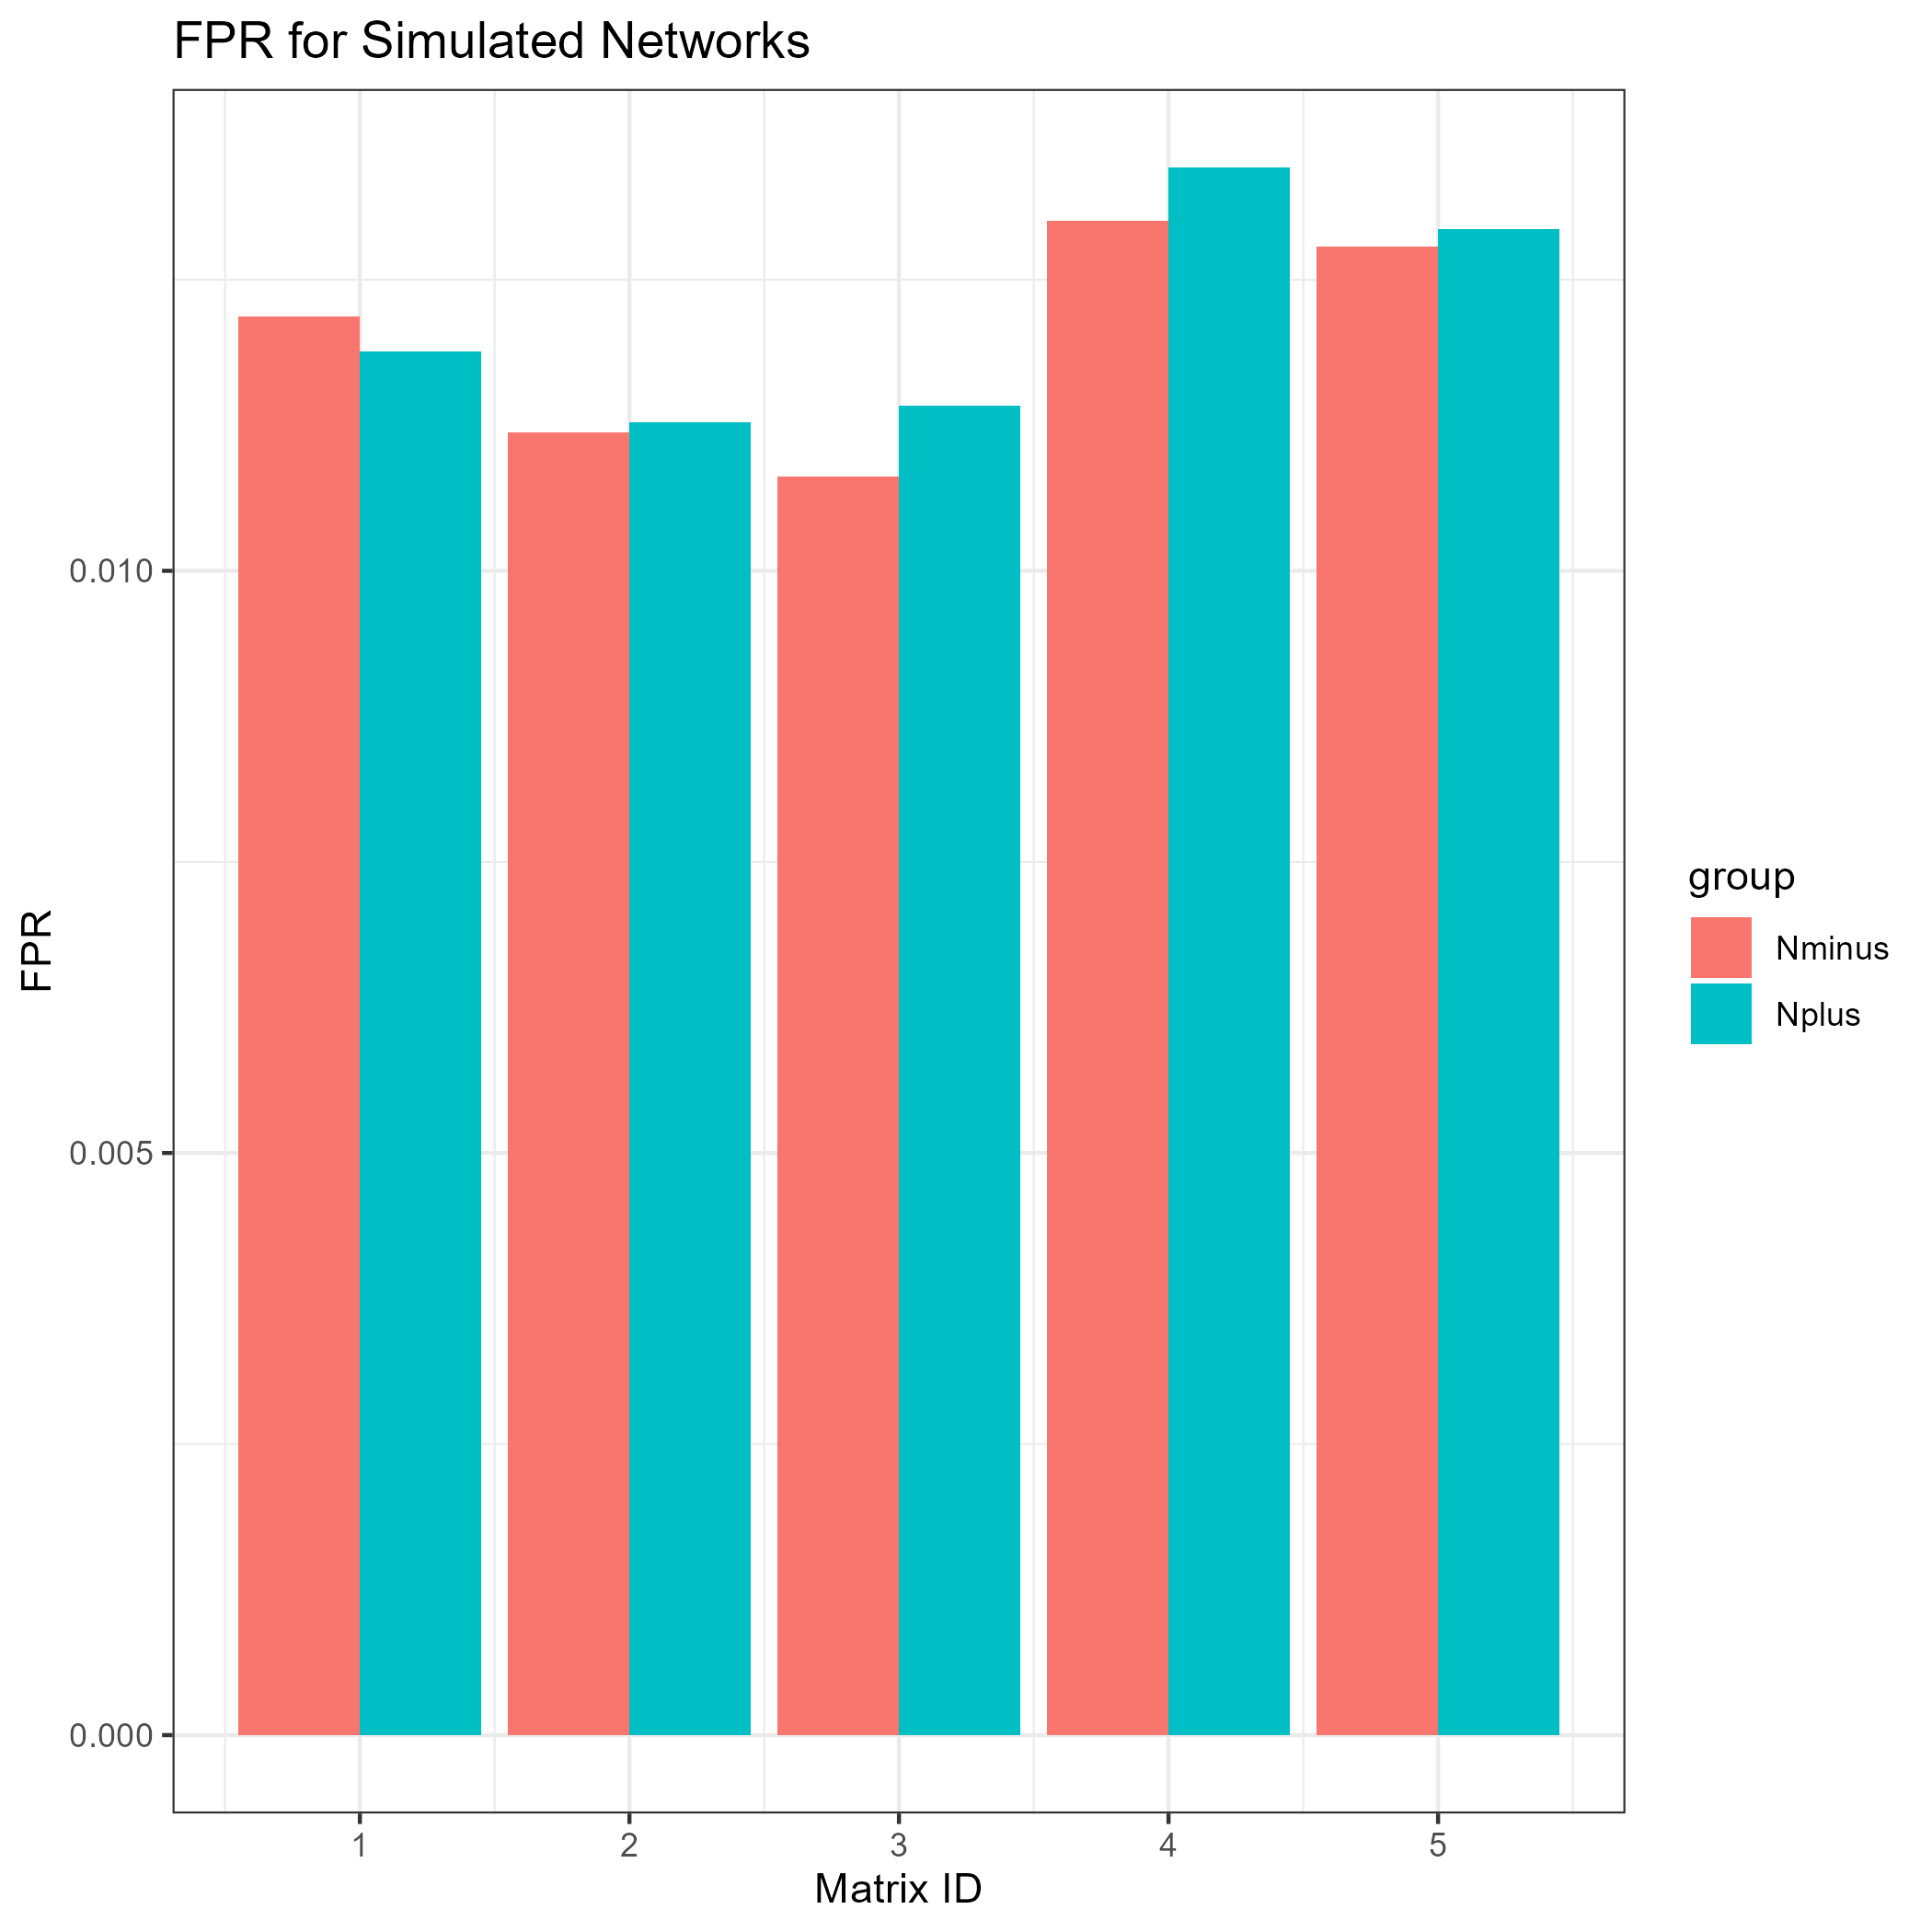 FPR for Simulated Networks
FPR
0.010
0.005
0.000
1 2 3 4 5
Matrix ID
group
Nminus
Nplus